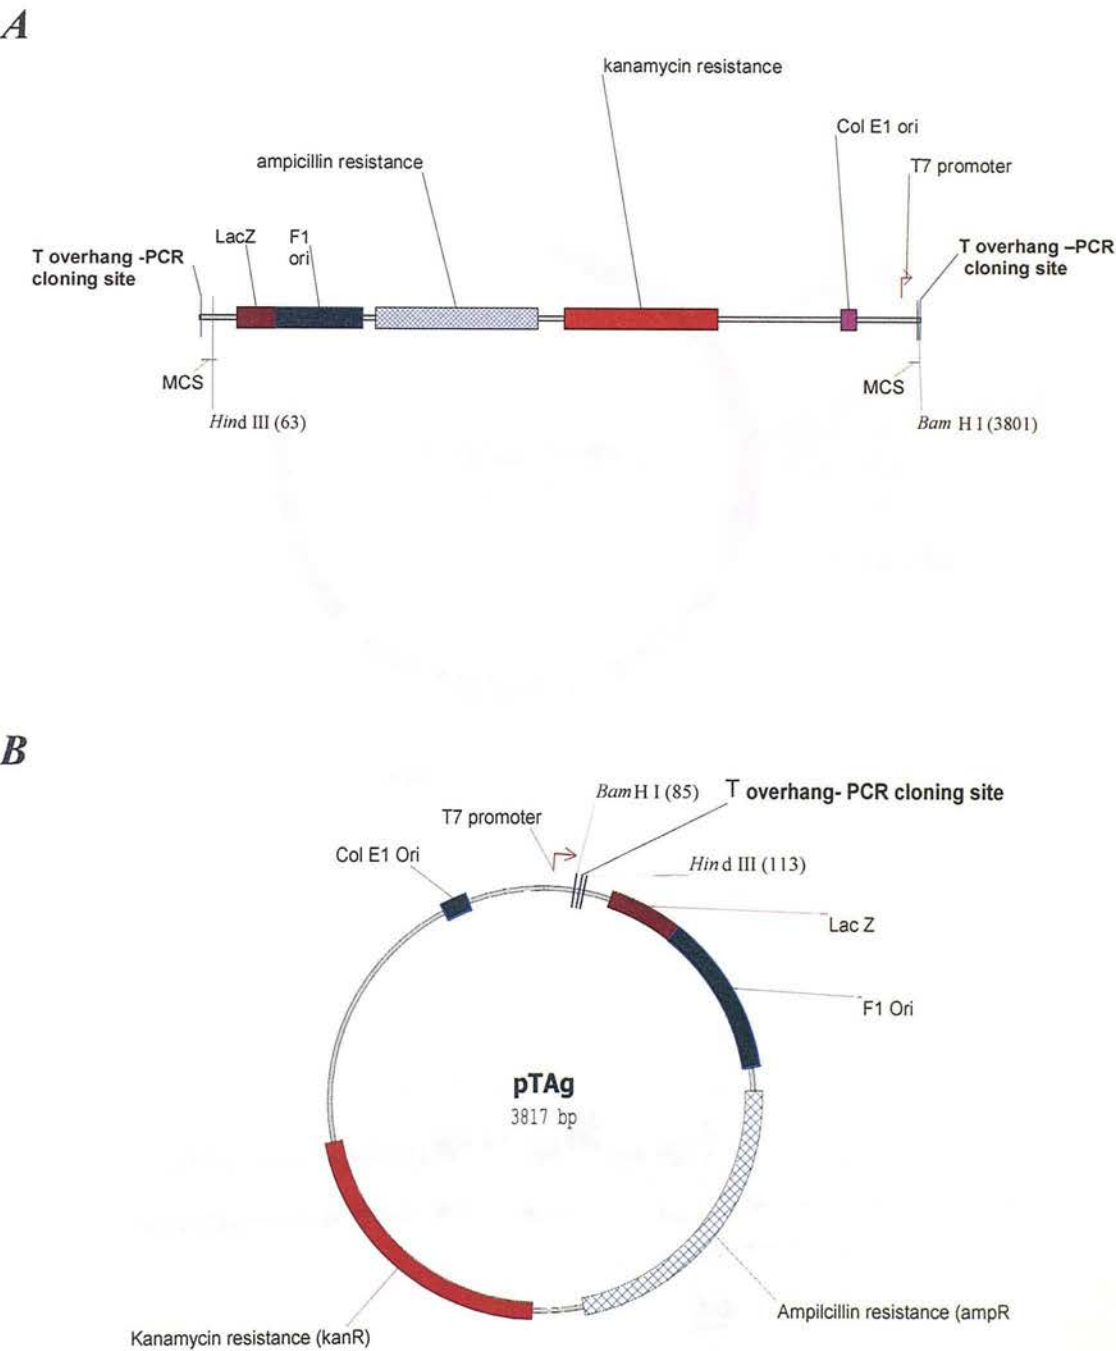 A
kanamycin resistance
Col E1 ori
ampicillin resistance
T7 promoter
LacZ
F1
ori
T overhang -PCR
cloning site
T overhang –PCR
cloning site
MCS
MCS
Hind III (63)
Bam H I (3801)
B
BamH I (85)
T overhang- PCR cloning site
T7 promoter
Col E1 Ori
Hin d III (113)
Lac Z
F1 Ori
pTAg
3817 bp
Ampilcillin resistance (ampR
Kanamycin resistance (kanR)